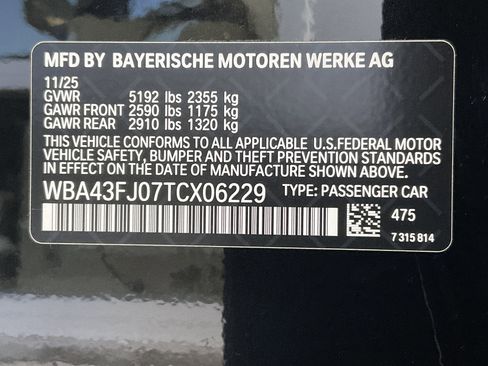 MFD BY BAYERISCHE MOTOREN WERKE AG
11/25
GVWR 5192 lbs 2355 kg
GAWR FRONT 2590 lbs 1175 kg
GAWR REAR 2910 lbs 1320 kg
THIS VEHICLE CONFORMS TO ALL APPLICABLE U.S.FEDERAL MOTOR
VEHICLE SAFETY, BUMPER AND THEFT PREVENTION STANDARDS
IN EFFECT ON THE DATE OF MANUFACTURE SHOWN ABOVE.
WBA43FJ07TCX06229 TYPE: PASSENGER CAR
475
7 315 814